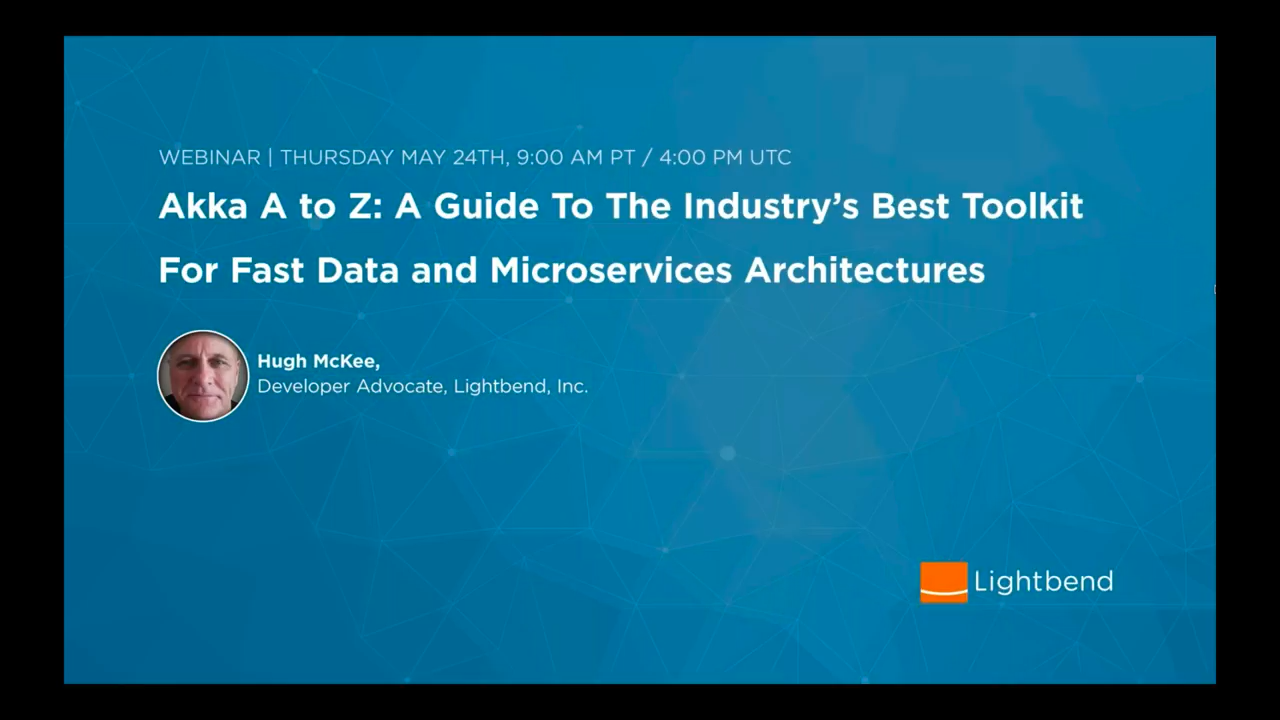 WEBINAR | THURSDAY MAY 24TH, 9:00 AM PT / 4:00 PM UTC
Akka A to Z: A Guide To The Industry’s Best Toolkit
For Fast Data and Microservices Architectures
Hugh McKee,
Developer Advocate, Lightbend, Inc.
Lightbend